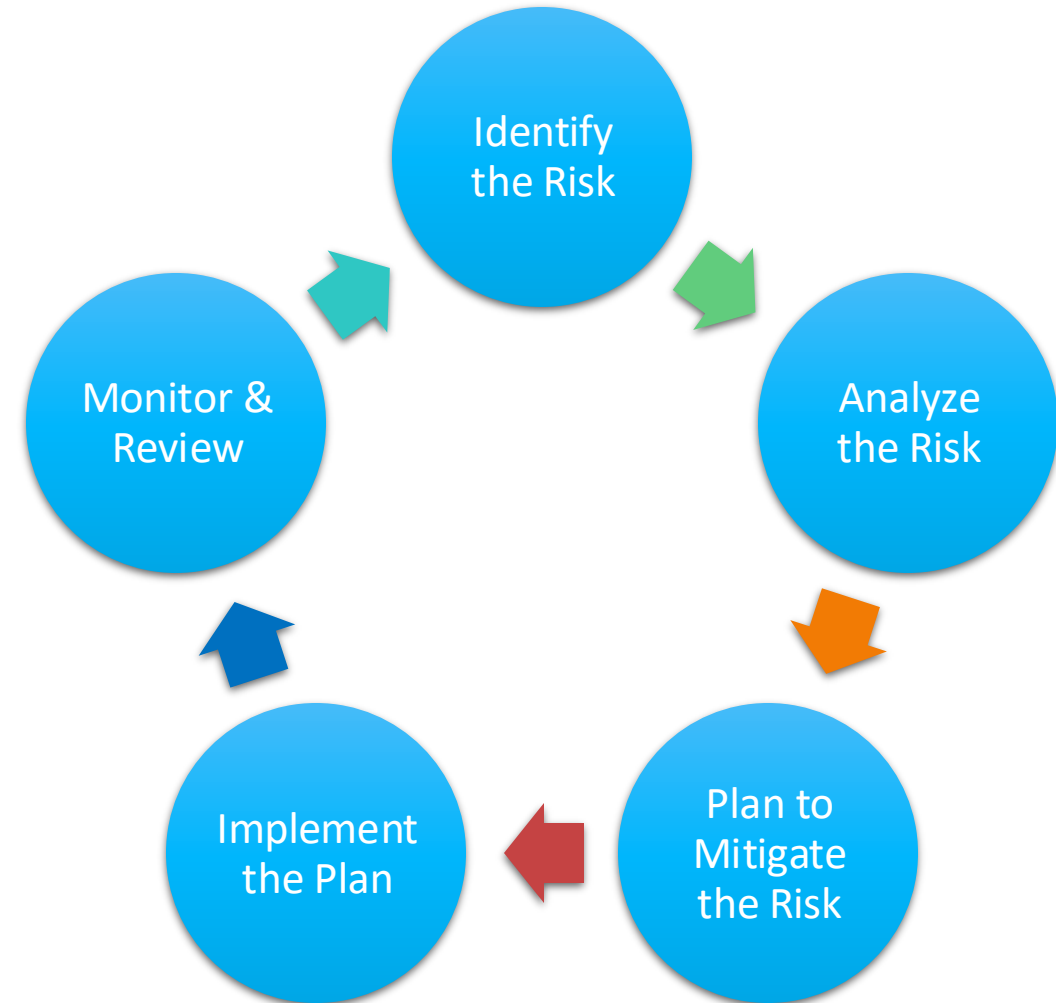 Identify
the Risk
Analyze
the Risk
Plan to
Mitigate
the Risk
Implement
the Plan
Monitor &
Review